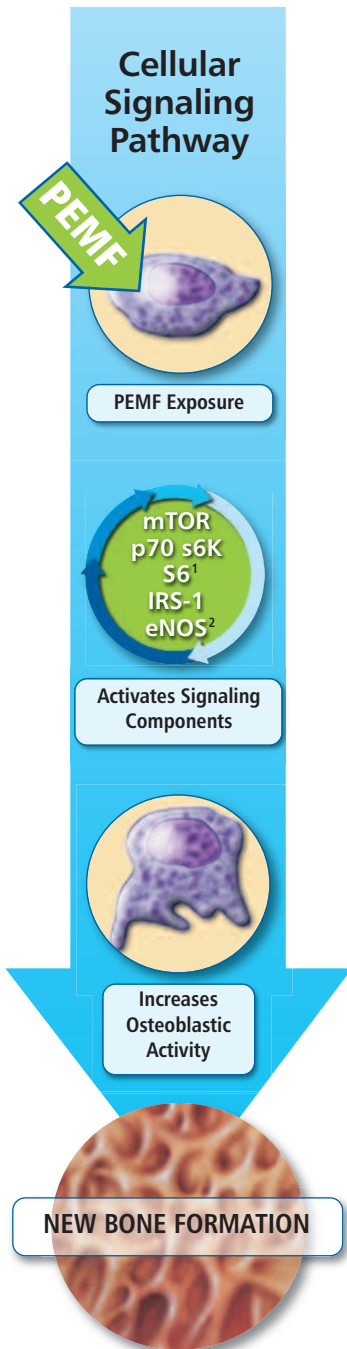 Cellular
Signaling
Pathway
PEMF
PEMF Exposure
mTOR
p70 s6K
S6¹
IRS-1
eNOS²
Activates Signaling
Components
Increases
Osteoblastic
Activity
NEW BONE FORMATION